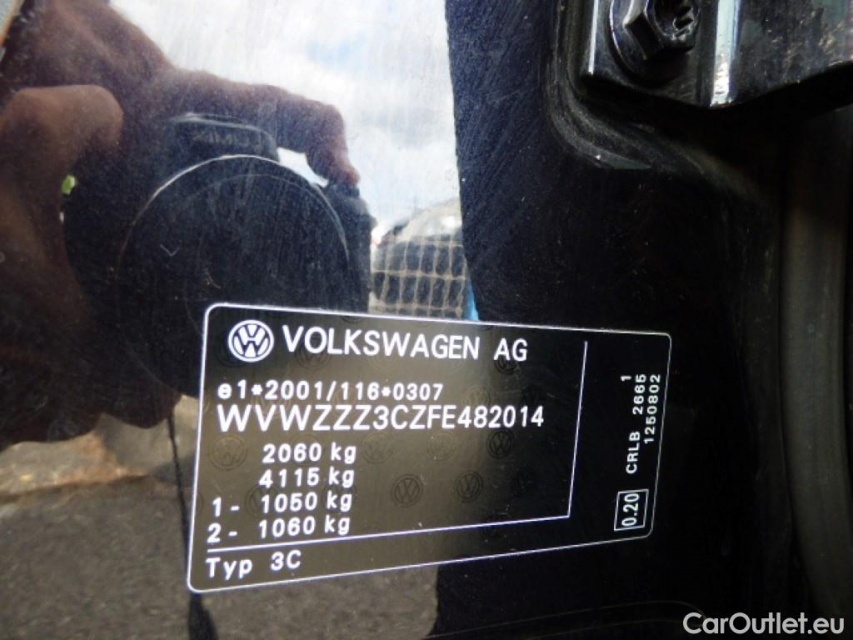 VOLKSWAGEN AG
e1*2001/116*0307
WVWZZZ3CZFE482014
2060 kg
4115 kg
1- 1050 kg
2- 1060 kg
Typ 3C
CRLB 2665 1
1250802
0.20
CarOutlet.eu